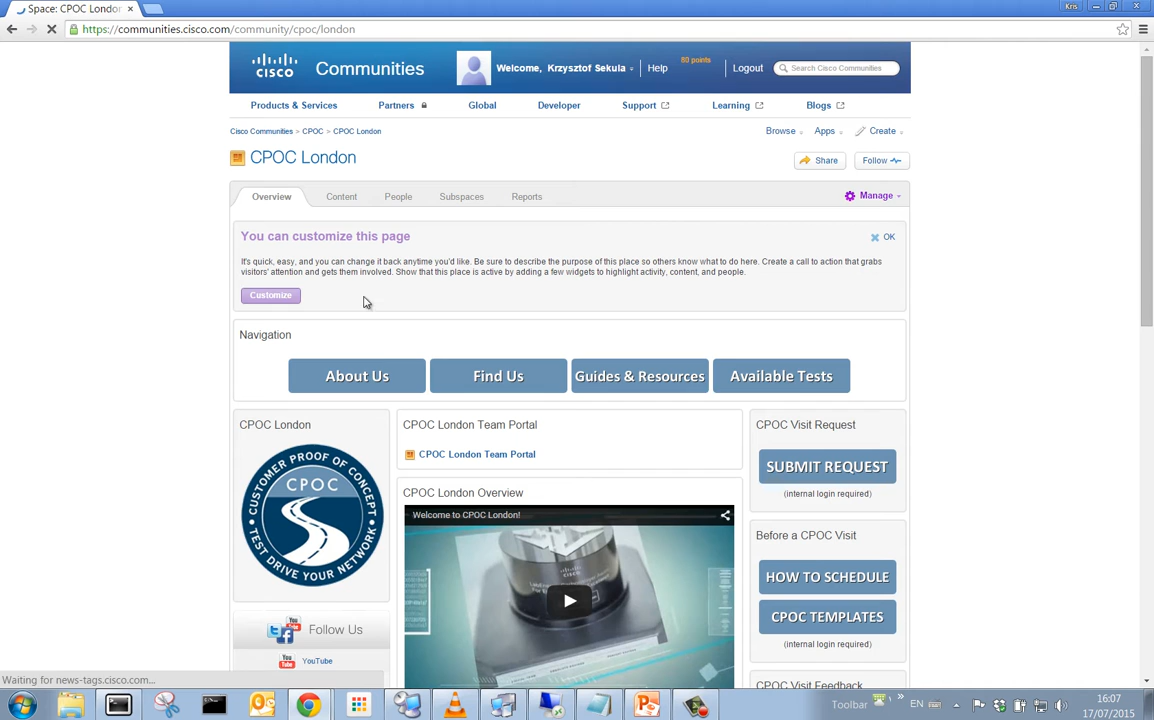 Space: CPOC London
Kris
https://communities.cisco.com/community/cpoc/london
CISCO
Communities
Welcome, Krzysztof Sekula
Help
80 points
Logout
Search Cisco Communities
Products & Services
Partners
Global
Developer
Support
Learning
Blogs
Cisco Communities > CPOC > CPOC London
Browse
Apps
Create
CPOC London
Share
Follow
Overview
Content
People
Subspaces
Reports
Manage
You can customize this page
OK
It's quick, easy, and you can change it back anytime you'd like. Be sure to describe the purpose of this place so others know what to do here. Create a call to action that grabs
visitors' attention and gets them involved. Show that this place is active by adding a few widgets to highlight activity, content, and people.
Customize
Navigation
About Us
Find Us
Guides & Resources
Available Tests
CPOC London
CUSTOMER PROOF OF CONCEPT
CPOC
TEST DRIVE YOUR NETWORK
Follow Us
YouTube
CPOC London Team Portal
CPOC London Team Portal
CPOC London Overview
Welcome to CPOC London!
CISCO
CPOC Visit Request
SUBMIT REQUEST
(internal login required)
Before a CPOC Visit
HOW TO SCHEDULE
CPOC TEMPLATES
(internal login required)
CPOC Visit Feedback
Waiting for news-tags.cisco.com...
Toolbar
EN
16:07
17/07/2015